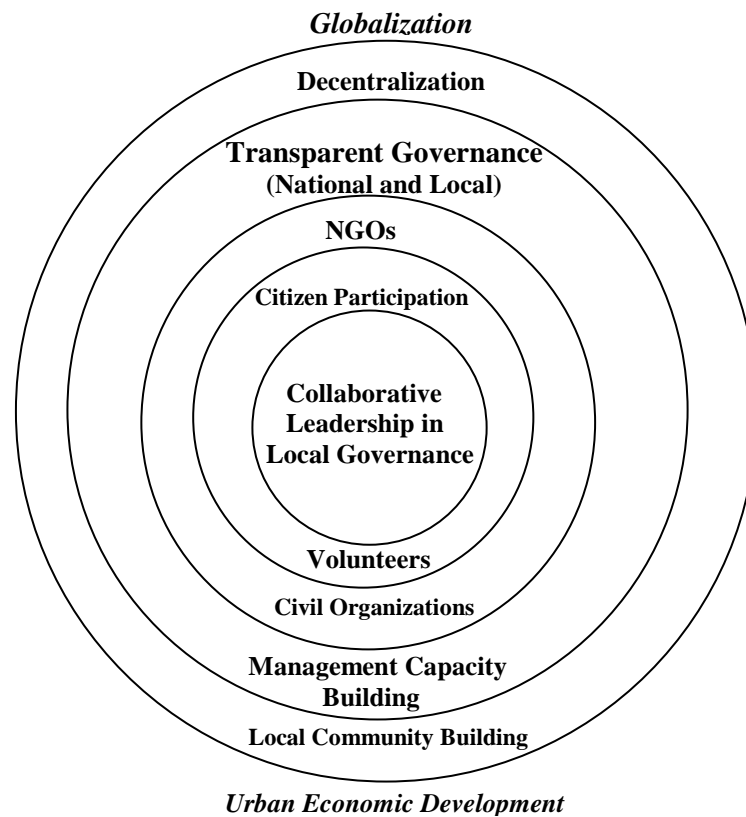 Globalization
Decentralization
Transparent Governance
(National and Local)
NGOs
Citizen Participation
Collaborative
Leadership in
Local Governance
Volunteers
Civil Organizations
Management Capacity
Building
Local Community Building
Urban Economic Development